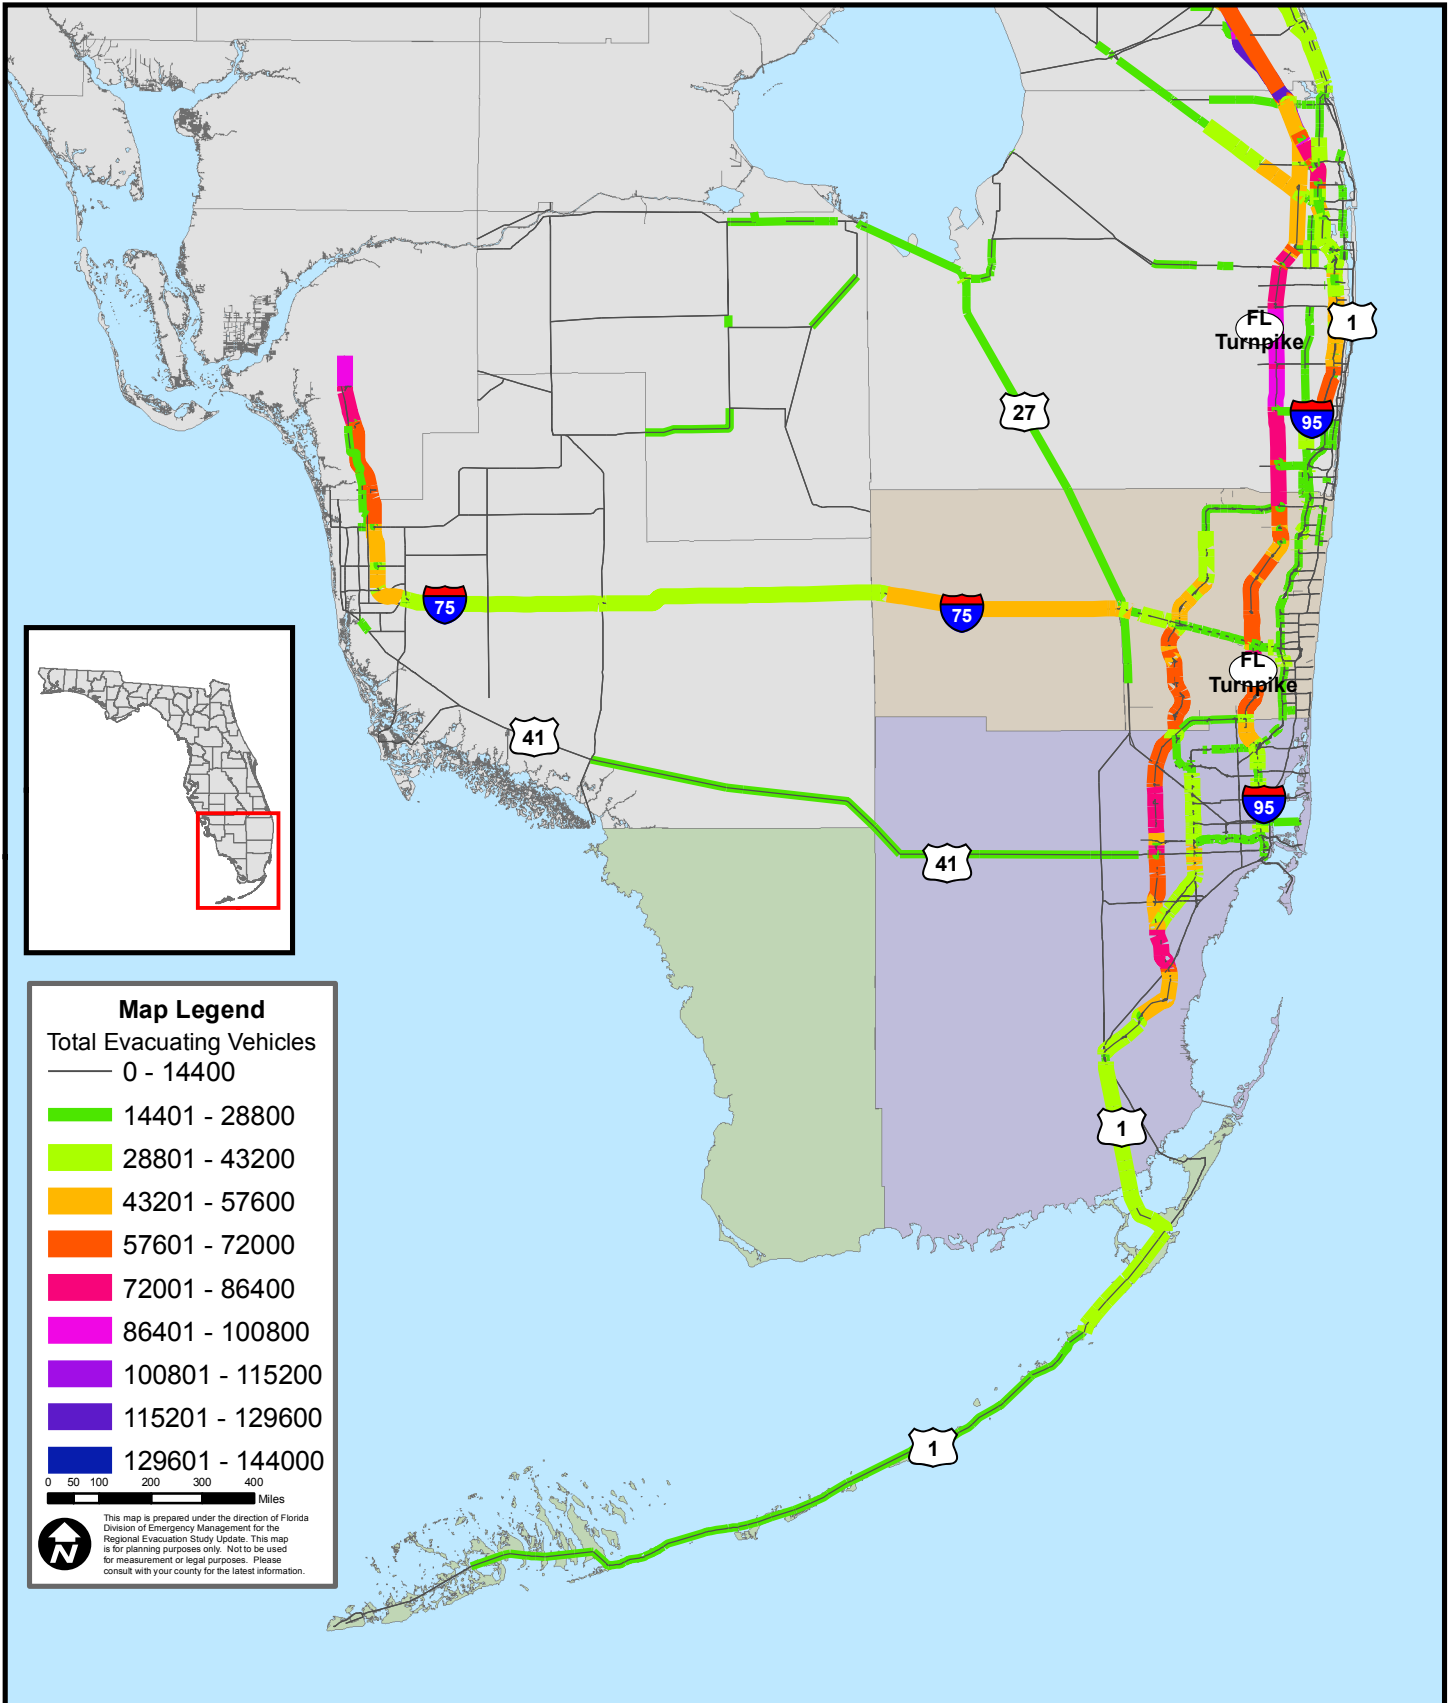 FL
Turnpike
1
95
27
75
75
FL
Turnpike
41
95
41
1
1
Map Legend
Total Evacuating Vehicles
0 - 14400
14401 - 28800
28801 - 43200
43201 - 57600
57601 - 72000
72001 - 86400
86401 - 100800
100801 - 115200
115201 - 129600
129601 - 144000
0 50 100 200 300 400
Miles
N
This map is prepared under the direction of Florida
Division of Emergency Management for the
Regional Evacuation Study Update. This map
is for planning purposes only. Not to be used
for measurement or legal purposes. Please
consult with your county for the latest information.